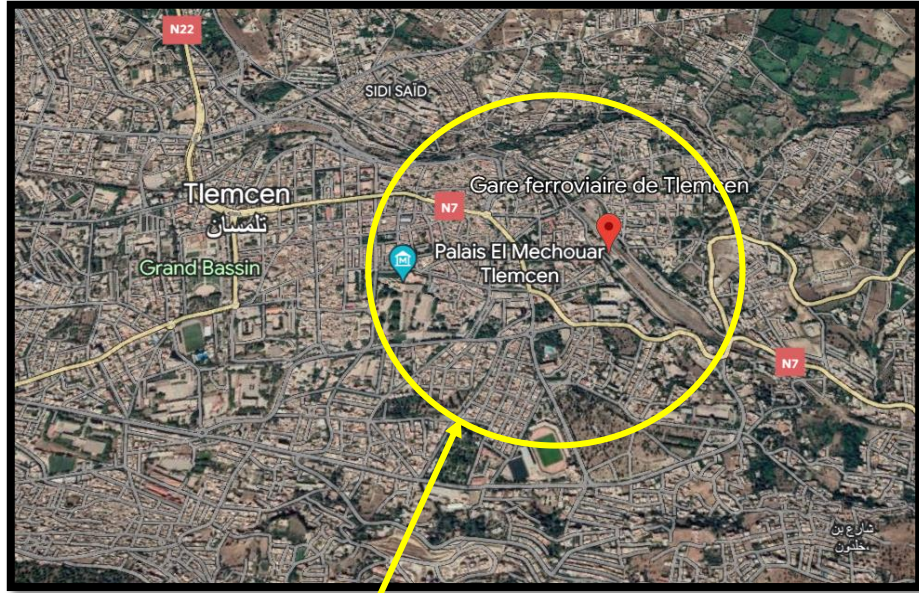 N22
SIDI SAÏD
Tlemcen
تلمسان
Gare ferroviaire de Tlemcen
N7
Palais El Mechouar
Tlemcen
Grand Bassin
N7
شارع بن
خلدون